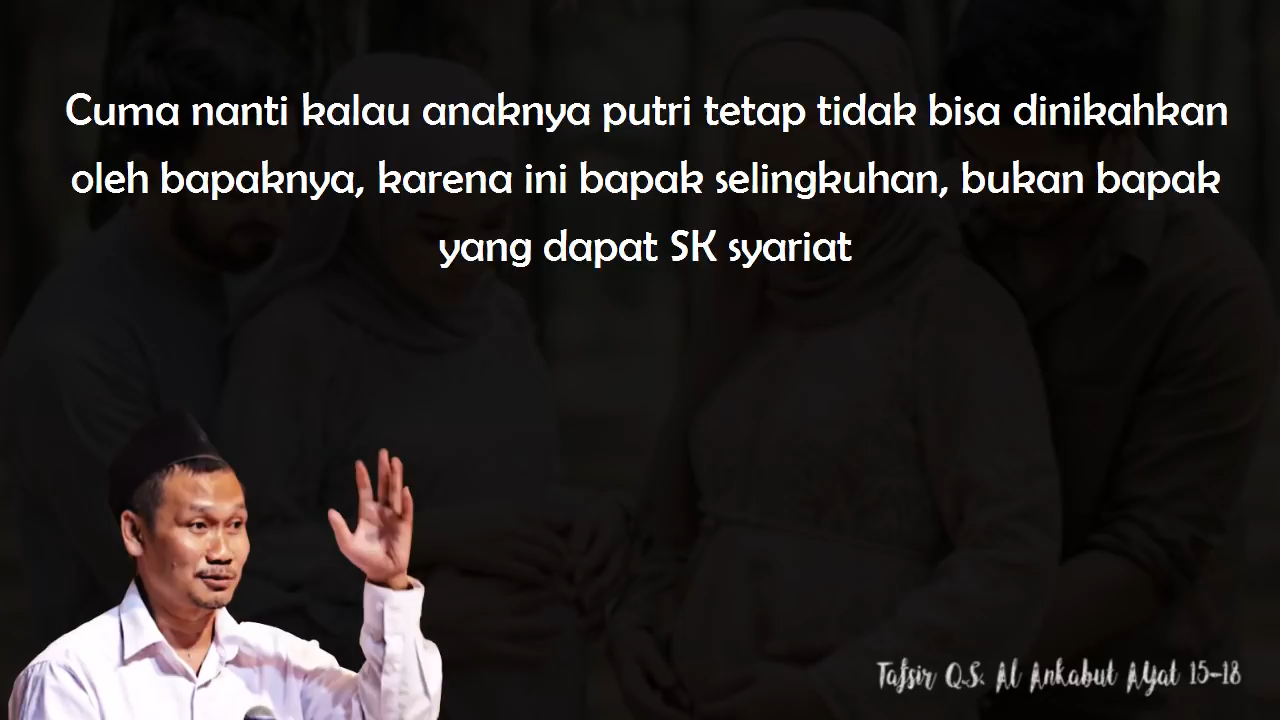 Cuma nanti kalau anaknya putri tetap tidak bisa dinikahkan
oleh bapaknya, karena ini bapak selingkuhan, bukan bapak
yang dapat SK syariat
Tafsir Q.S. Al Ankabut Ayat 15-18